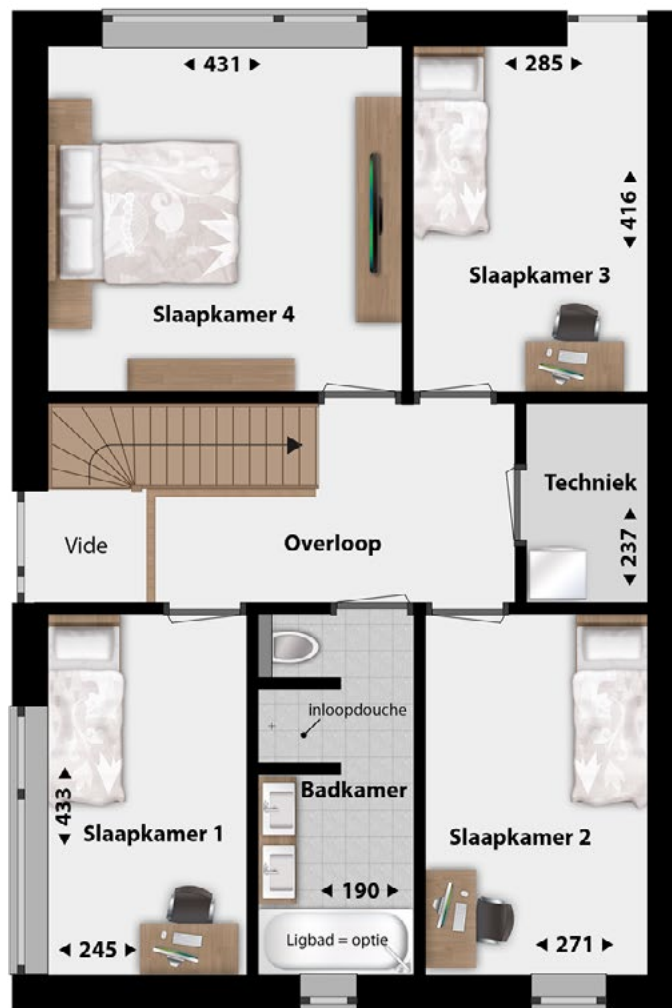 ◄ 431 ►
◄ 285 ►
◄ 416 ►
Slaapkamer 3
Slaapkamer 4
Techniek
Vide
Overloop
◄ 237 ►
inloopdouche
Badkamer
◄ 433 ►
Slaapkamer 1
Slaapkamer 2
◄ 190 ►
Ligbad = optie
◄ 245 ►
◄ 271 ►